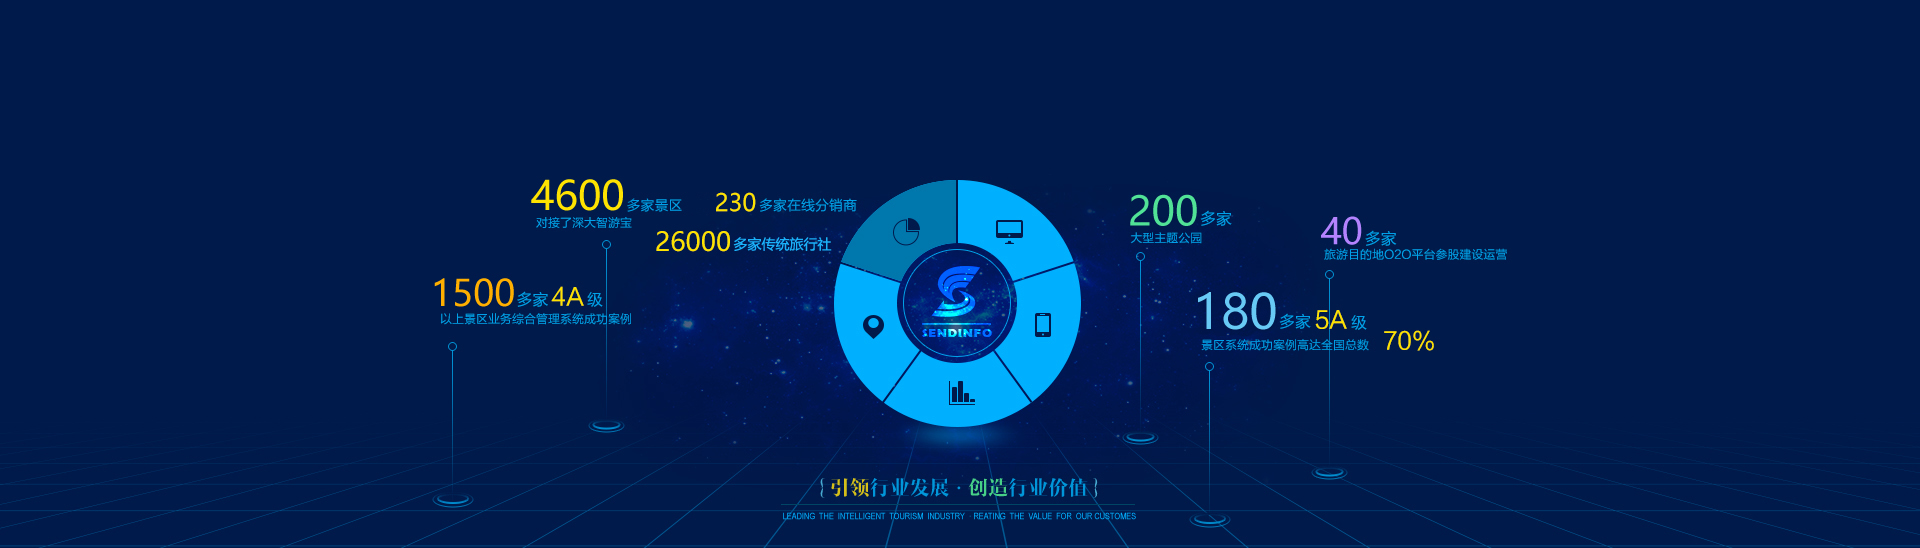 4600多家景区
对接了深大智游宝
230多家在线分销商
26000多家传统旅行社
1500多家4A级
以上景区业务综合管理系统成功案例
SENDINFO
200多家
大型主题公园
40多家
旅游目的地O2O平台参股建设运营
180多家5A级
景区系统成功案例高达全国总数 70%
{引领行业发展·创造行业价值}
LEADING THE INTELLIGENT TOURISM INDUSTRY · REATING THE VALUE FOR OUR CUSTOMES